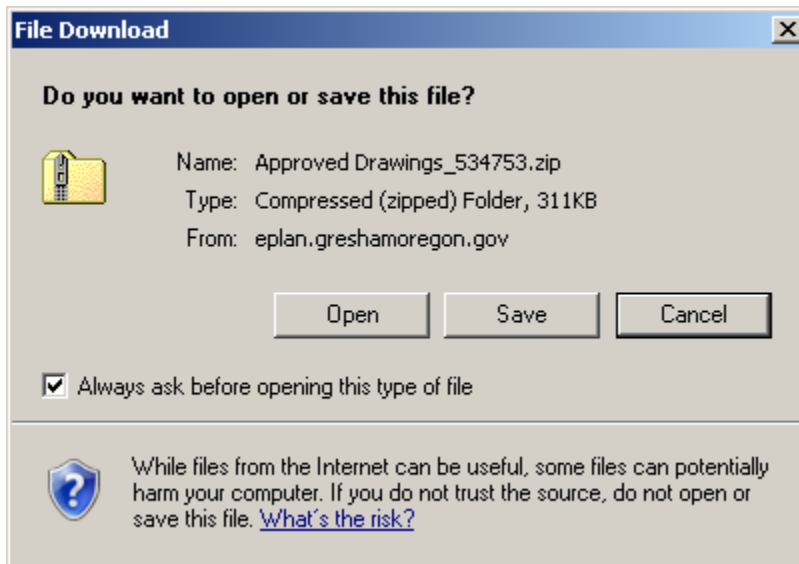 File Download
Do you want to open or save this file?
Name: Approved Drawings_534753.zip
Type: Compressed (zipped) Folder, 311KB
From: eplan.greshamoregon.gov
Open Save Cancel
Always ask before opening this type of file
While files from the Internet can be useful, some files can potentially
harm your computer. If you do not trust the source, do not open or
save this file. What's the risk?